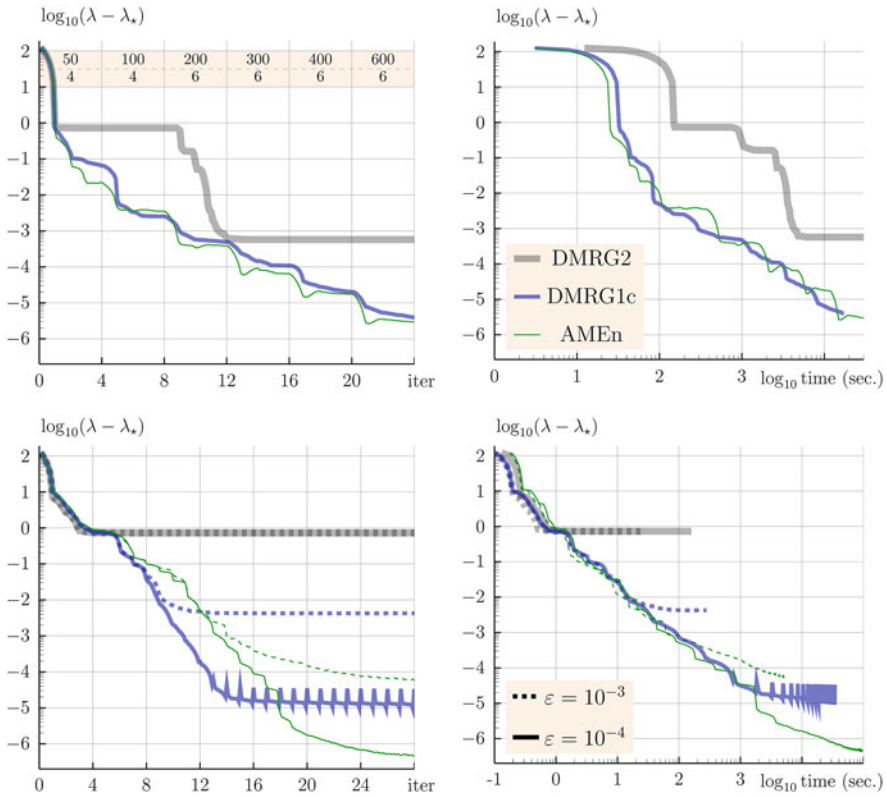 log₁₀(λ − λ⋆)
2
1
0
−1
−2
−3
−4
−5
−6
50 100 200 300 400 600
4 4 6 6 6 6
0 4 8 12 16 20 iter
log₁₀(λ − λ⋆)
2
1
0
−1
−2
−3
−4
−5
−6
DMRG2
DMRG1c
AMEn
0 1 2 3 log₁₀ time (sec.)
log₁₀(λ − λ⋆)
2
1
0
−1
−2
−3
−4
−5
−6
0 4 8 12 16 20 24 iter
log₁₀(λ − λ⋆)
2
1
0
−1
−2
−3
−4
−5
−6
ε = 10⁻³
ε = 10⁻⁴
-1 0 1 2 3 log₁₀ time (sec.)